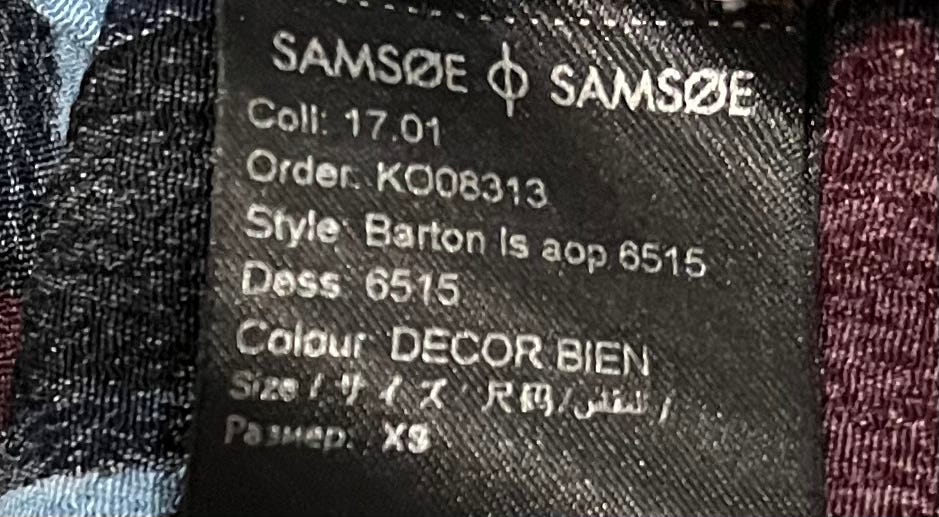 SAMSØE ϕ SAMSØE
Coll: 17.01
Order: KO08313
Style: Barton ls aop 6515
Dess: 6515
Colour: DECOR BIEN
Size / サイズ / 尺码 /
Размер: XS